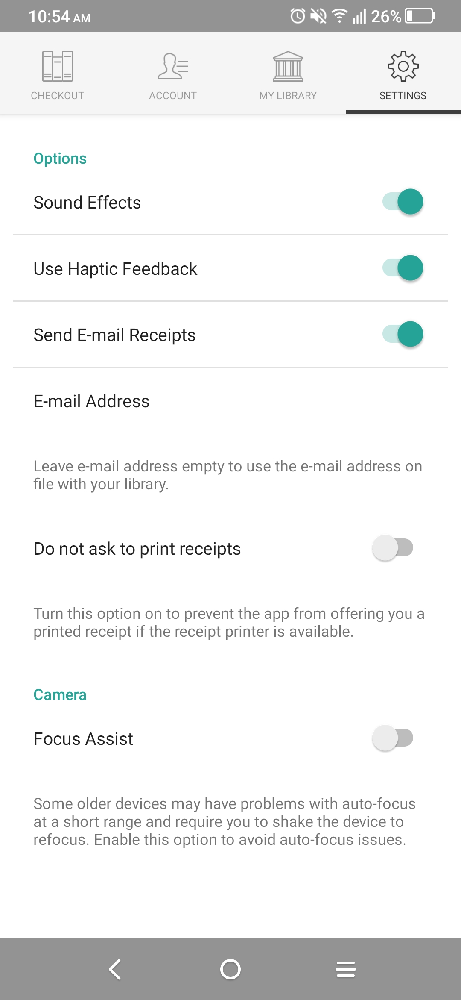 10:54 AM 26%
CHECKOUT ACCOUNT MY LIBRARY SETTINGS
Options
Sound Effects
Use Haptic Feedback
Send E-mail Receipts
E-mail Address
Leave e-mail address empty to use the e-mail address on
file with your library.
Do not ask to print receipts
Turn this option on to prevent the app from offering you a
printed receipt if the receipt printer is available.
Camera
Focus Assist
Some older devices may have problems with auto-focus
at a short range and require you to shake the device to
refocus. Enable this option to avoid auto-focus issues.